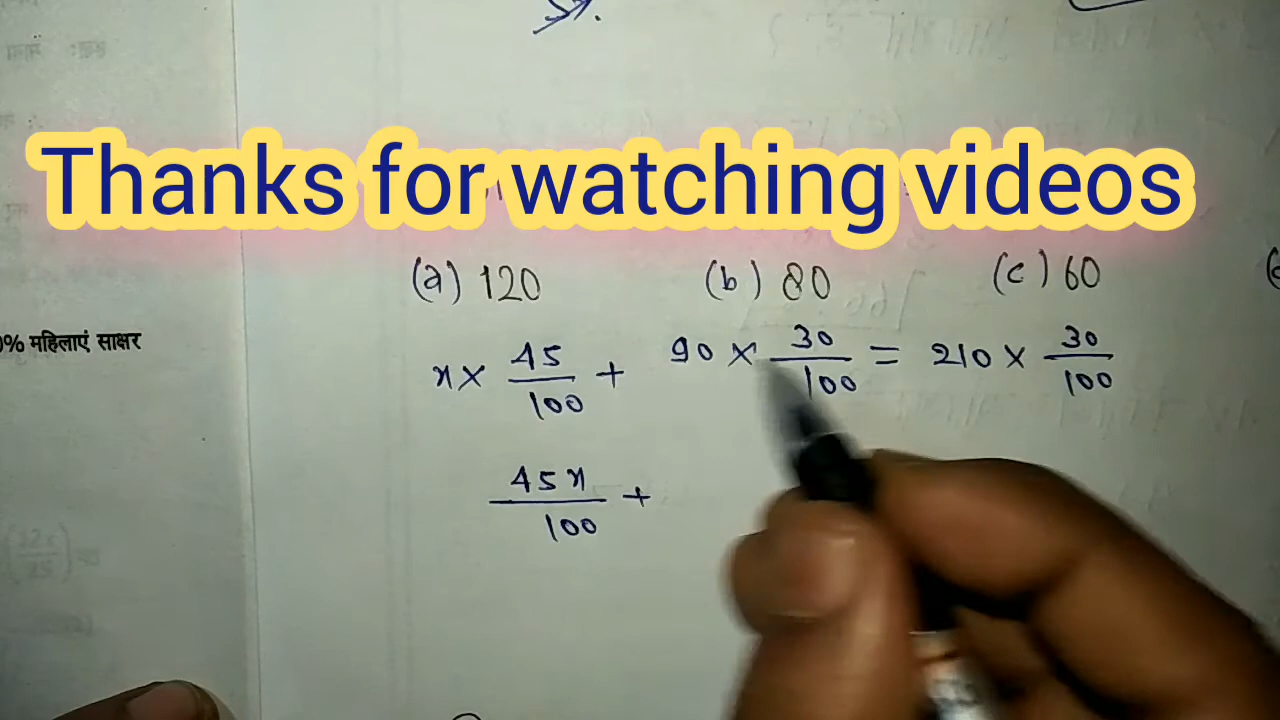 Thanks for watching videos
(a) 120 (b) 80 (c) 60
0% महिलाएं साक्षर
x × 45/100 + 90 × 30/100 = 210 × 30/100
45x/100 +